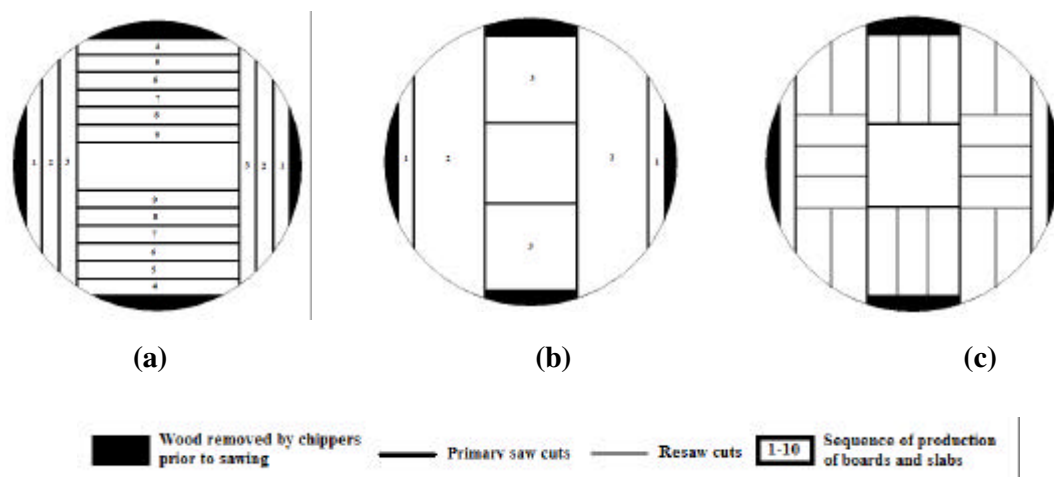 4
5
6
7
8
9
1 2 3
3 2 1
9
8
7
6
5
4
3
1 2
1
3
(a)
(b)
(c)
Wood removed by chippers
prior to sawing
Primary saw cuts
Resaw cuts
1-10
Sequence of production
of boards and slabs